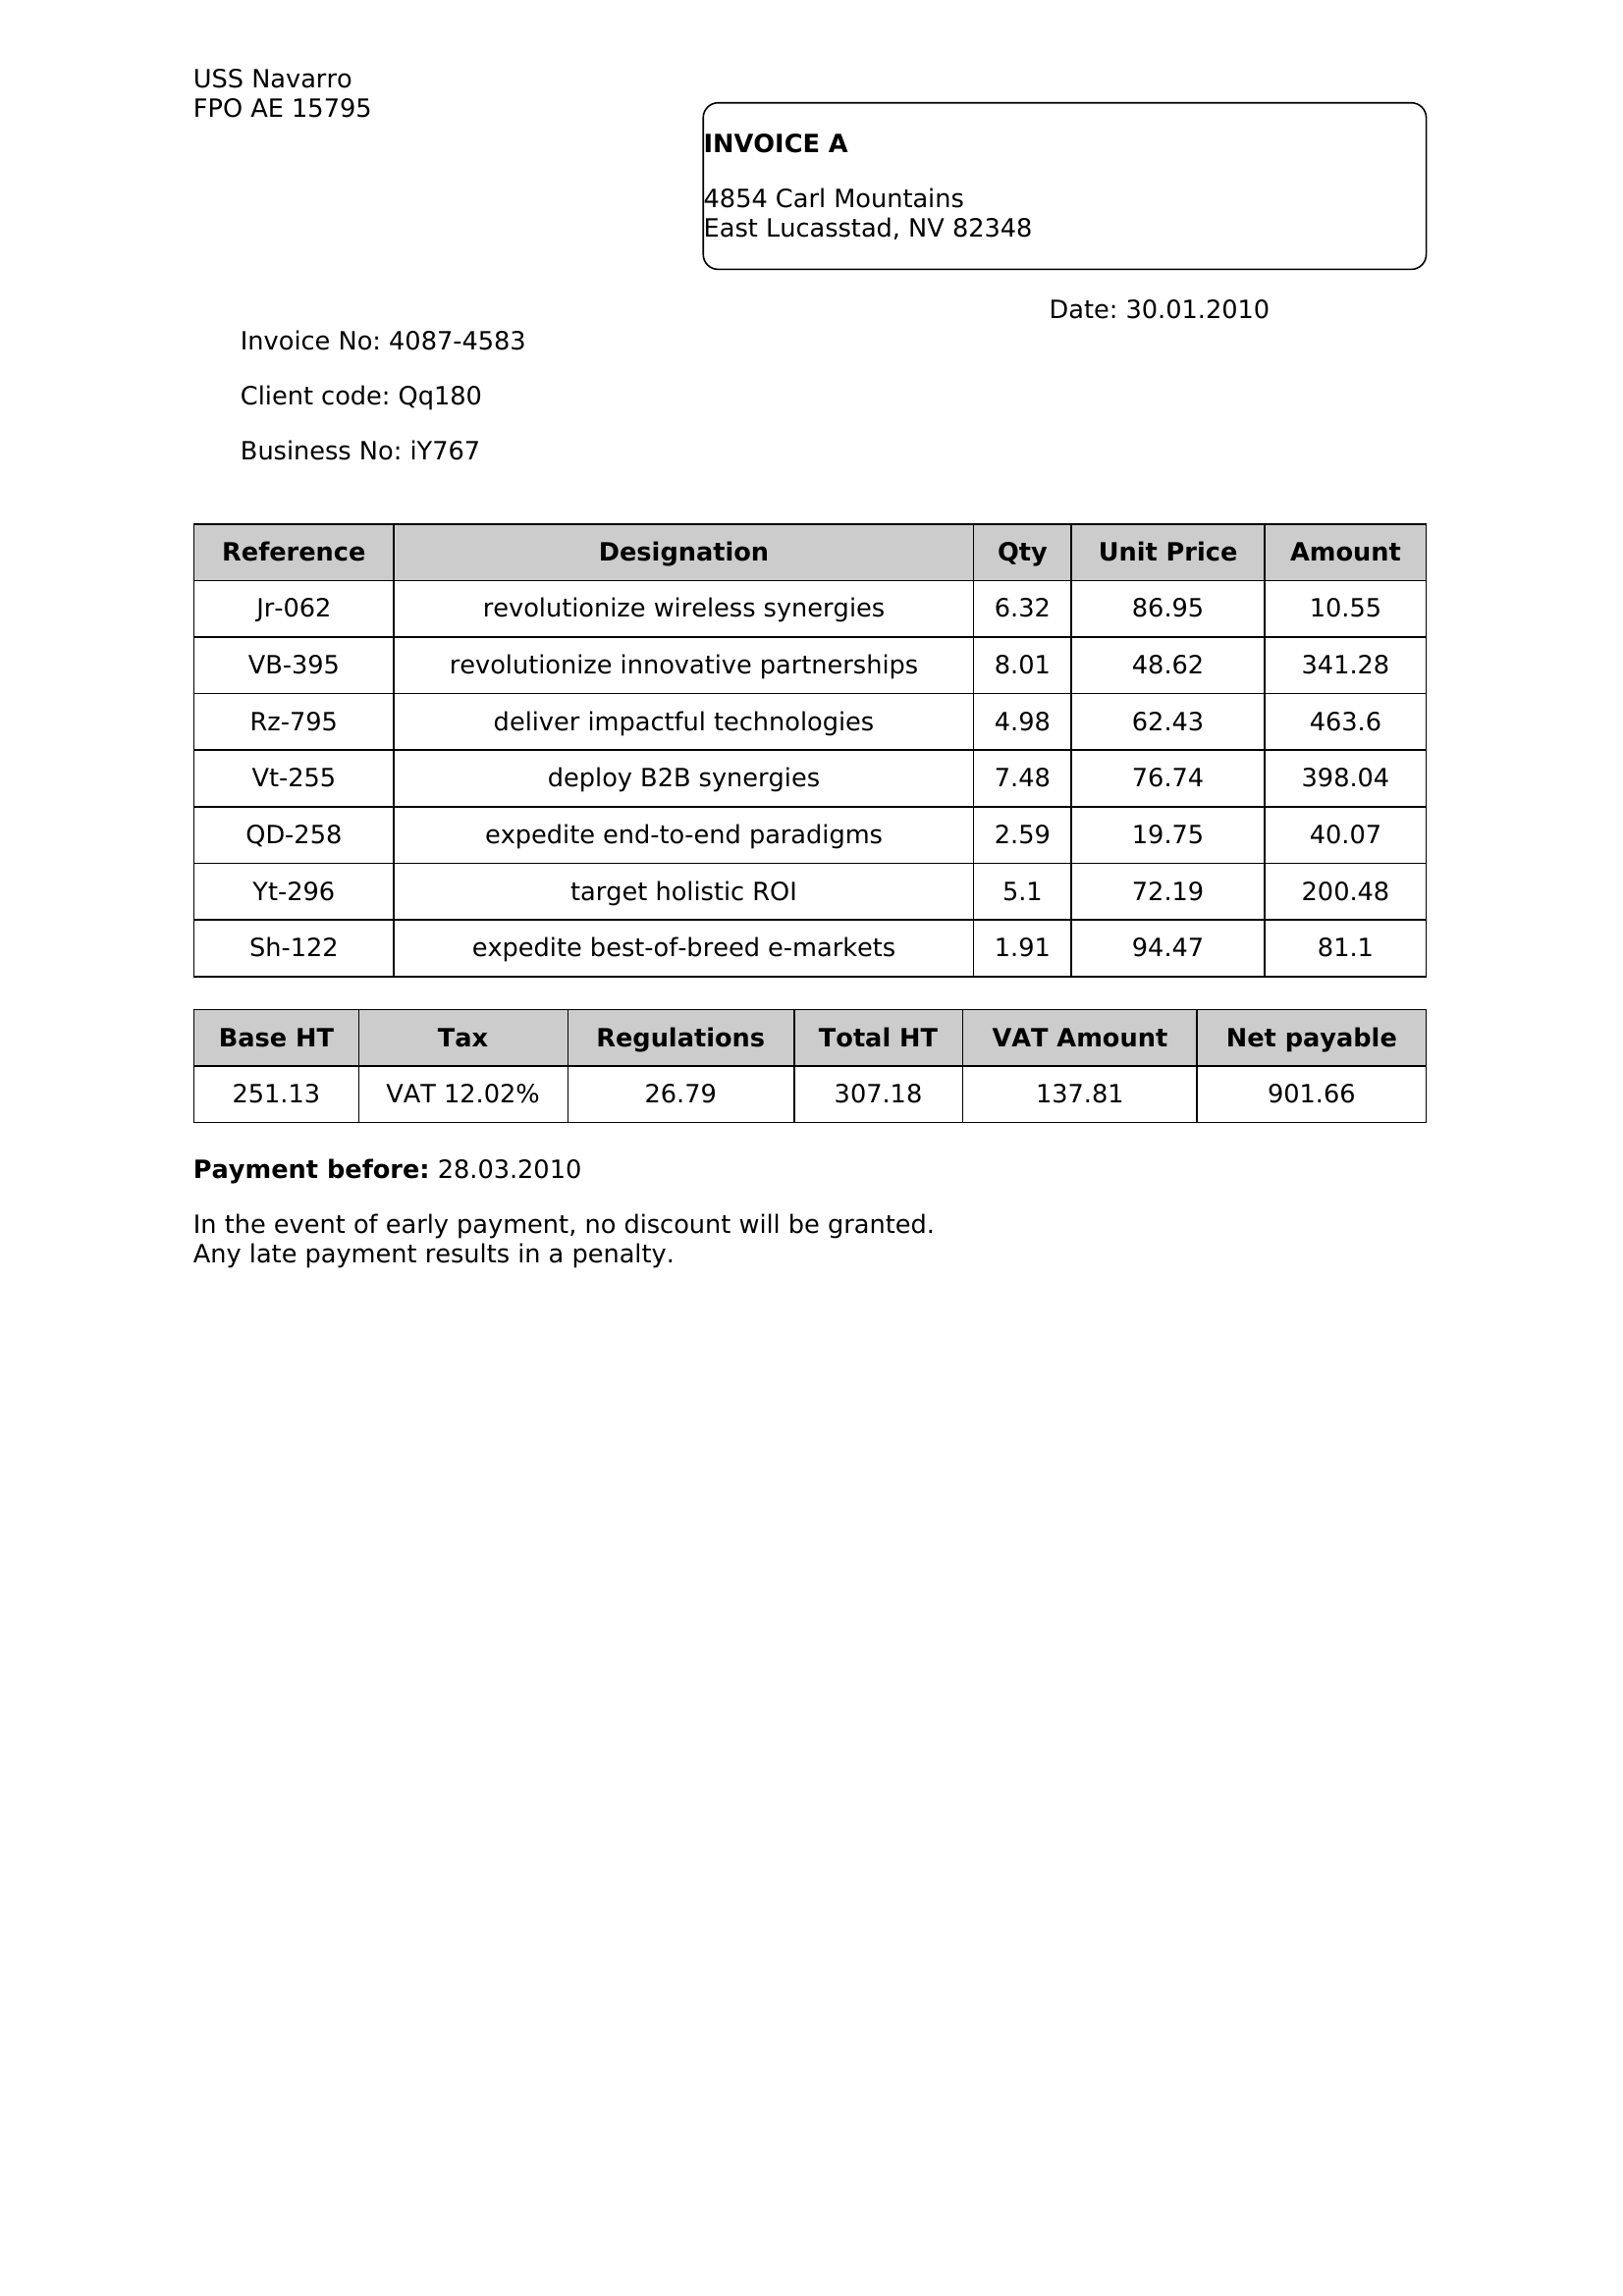 USS Navarro
FPO AE 15795
INVOICE A
4854 Carl Mountains
East Lucasstad, NV 82348
Date: 30.01.2010
Invoice No: 4087-4583
Client code: Qq180
Business No: iY767
Reference Designation Qty Unit Price Amount
Jr-062 revolutionize wireless synergies 6.32 86.95 10.55
VB-395 revolutionize innovative partnerships 8.01 48.62 341.28
Rz-795 deliver impactful technologies 4.98 62.43 463.6
Vt-255 deploy B2B synergies 7.48 76.74 398.04
QD-258 expedite end-to-end paradigms 2.59 19.75 40.07
Yt-296 target holistic ROI 5.1 72.19 200.48
Sh-122 expedite best-of-breed e-markets 1.91 94.47 81.1
Base HT Tax Regulations Total HT VAT Amount Net payable
251.13 VAT 12.02% 26.79 307.18 137.81 901.66
Payment before: 28.03.2010
In the event of early payment, no discount will be granted.
Any late payment results in a penalty.